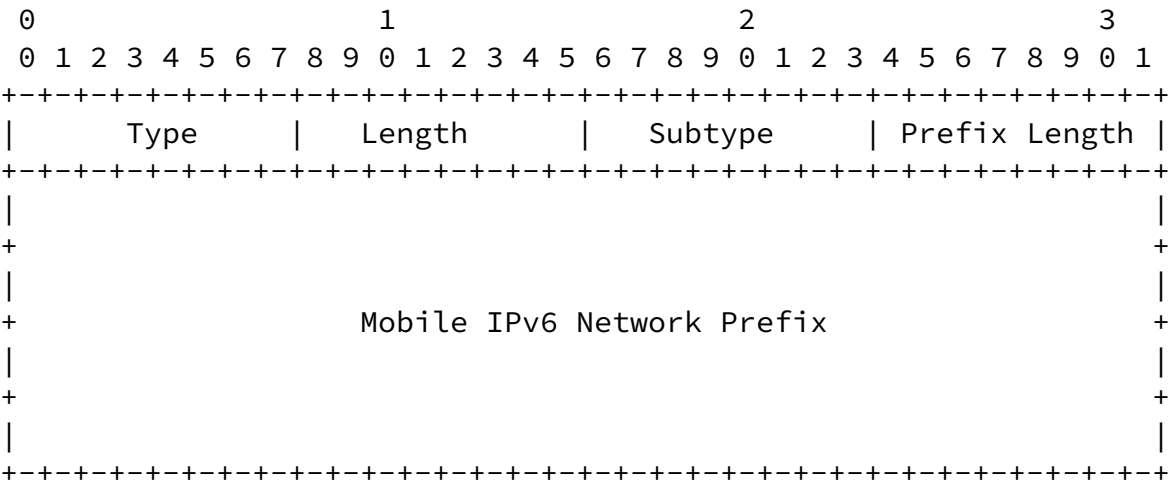 0                   1                   2                   3
 0 1 2 3 4 5 6 7 8 9 0 1 2 3 4 5 6 7 8 9 0 1 2 3 4 5 6 7 8 9 0 1
+-+-+-+-+-+-+-+-+-+-+-+-+-+-+-+-+-+-+-+-+-+-+-+-+-+-+-+-+-+-+-+-+
|      Type     |   Length      |   Subtype     | Prefix Length |
+-+-+-+-+-+-+-+-+-+-+-+-+-+-+-+-+-+-+-+-+-+-+-+-+-+-+-+-+-+-+-+-+
|                                                               |
+                                                               +
|                                                               |
+                   Mobile IPv6 Network Prefix                  +
|                                                               |
+                                                               +
|                                                               |
+-+-+-+-+-+-+-+-+-+-+-+-+-+-+-+-+-+-+-+-+-+-+-+-+-+-+-+-+-+-+-+-+